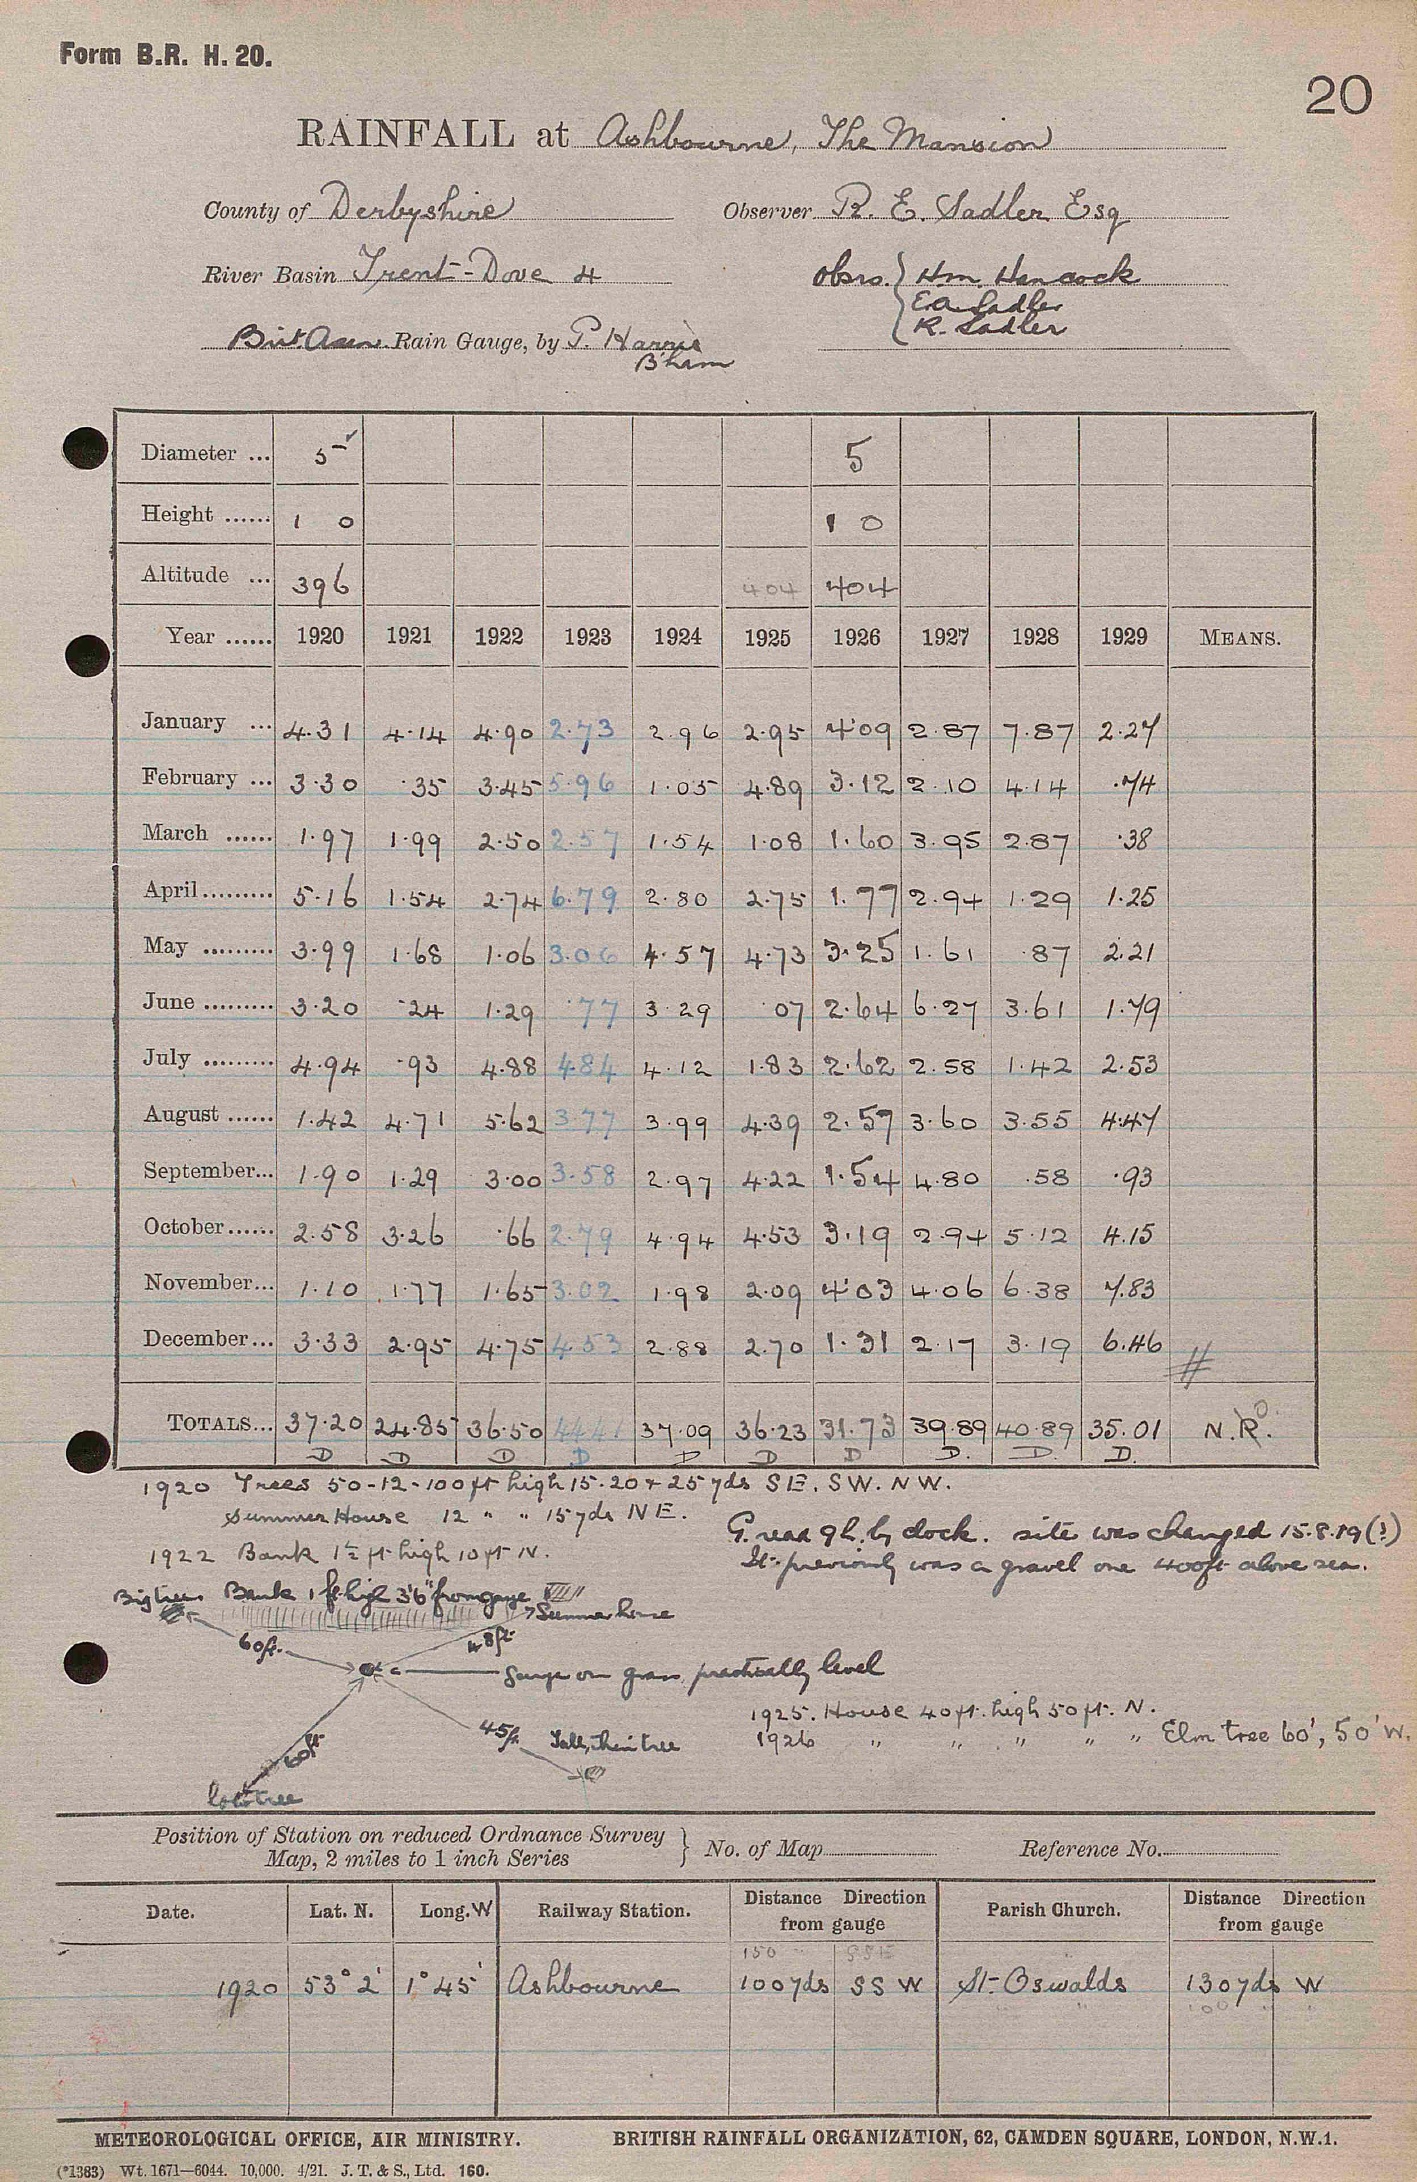 Form B.R. H. 20.
20
RAINFALL at Ashbourne, The Mansion
County of Derbyshire Observer R. E. Sadler Esq
River Basin Trent-Dove 4 Obsrs. { Wm. Hancock
E.A. Sadler
R. Sadler
Brit Assn. Rain Gauge, by P. Harris
B'ham
Diameter ... 5 5
Height ...... 1 0 1 0
Altitude ... 396 404 404
Year ...... 1920 1921 1922 1923 1924 1925 1926 1927 1928 1929 MEANS.
January ... 4.31 4.14 4.90 2.73 2.96 2.95 4.09 2.87 7.87 2.27
February ... 3.30 .35 3.45 5.96 1.05 4.89 3.12 2.10 4.14 .74
March ...... 1.97 1.99 2.50 2.57 1.54 1.08 1.60 3.95 2.87 .38
April ......... 5.16 1.54 2.74 6.79 2.80 2.75 1.77 2.94 1.29 1.25
May ......... 3.99 1.68 1.06 3.06 4.57 4.73 3.25 1.61 .87 2.21
June ......... 3.20 .24 1.29 .77 3.29 07 2.64 6.27 3.61 1.79
July ......... 4.94 .93 4.88 4.84 4.12 1.83 2.62 2.58 1.42 2.53
August ...... 1.42 4.71 5.62 3.77 3.99 4.39 2.57 3.60 3.55 4.47
September... 1.90 1.29 3.00 3.58 2.97 4.22 1.54 4.80 .58 .93
October...... 2.58 3.26 .66 2.79 4.94 4.53 3.19 2.94 5.12 4.15
November... 1.10 1.77 1.65 3.02 1.98 2.09 4.03 4.06 6.38 7.83
December... 3.33 2.95 4.75 4.53 2.88 2.70 1.31 2.17 3.19 6.46
TOTALS... 37.20 24.85 36.50 44.41 37.09 36.23 31.73 39.89 40.89 35.01 N.R.
D D D D D D D D. D. D.
1920 Trees 50-12-100 ft high 15.20 & 25 yds SE. SW. NW.
Summer House 12 " " 15 yds NE.
G. read 9h. by clock. site was changed 15.8.19 (?)
1922 Bank 1½ ft high 10 ft N.
It previously was a gravel one 400ft above sea.
Big trees Bank 1 ft high 3'6" from gauge
Summer house
60ft. 48ft.
Gauge on grass, practically level
1925. House 40 ft. high 50 ft. N.
1926 " " " " " Elm tree 60', 50' W.
45ft. Tall, thin tree
60ft
low tree
Position of Station on reduced Ordnance Survey
Map, 2 miles to 1 inch Series } No. of Map Reference No.
Date. Lat. N. Long. W Railway Station. Distance Direction from gauge Parish Church. Distance Direction from gauge
150 SSE
1920 53° 2' 1° 45' Ashbourne 100 yds SSW St. Oswalds 130 yds W
100
METEOROLOGICAL OFFICE, AIR MINISTRY. BRITISH RAINFALL ORGANIZATION, 62, CAMDEN SQUARE, LONDON, N.W.1.
(*1383) Wt. 1671—6044. 10,000. 4/21. J. T. & S., Ltd. 160.